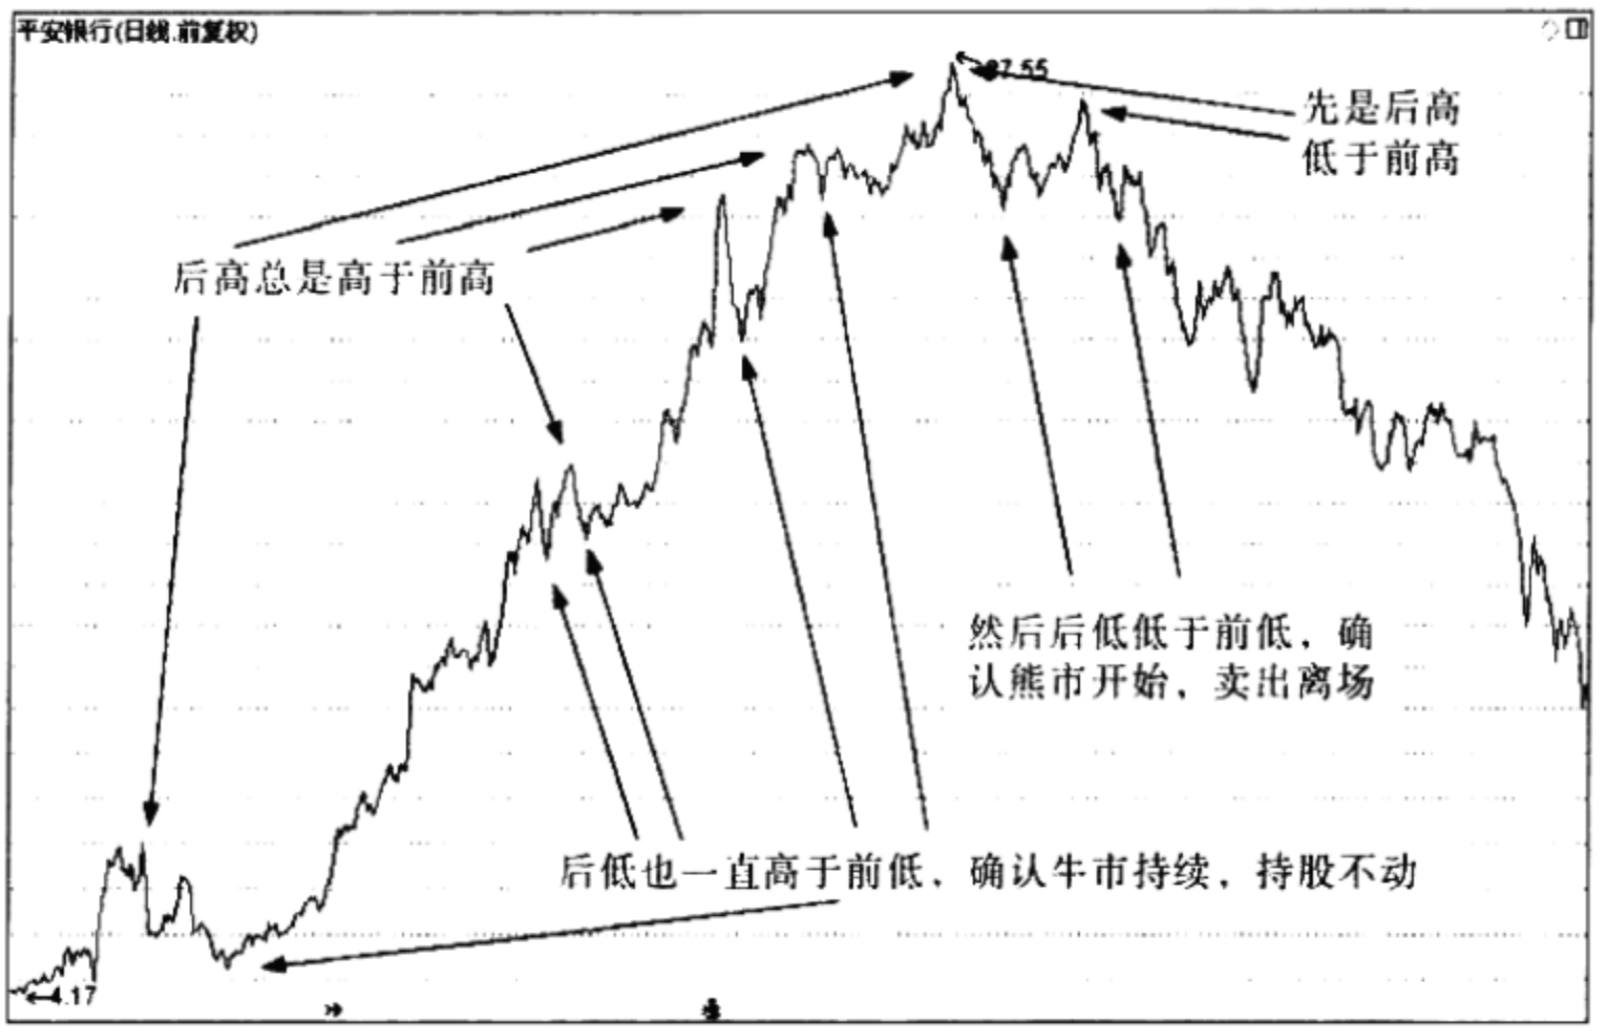 平安银行(日线.前复权)
37.55
先是后高
低于前高
后高总是高于前高
然后后低低于前低，确
认熊市开始，卖出离场
后低也一直高于前低，确认牛市持续，持股不动
4.17